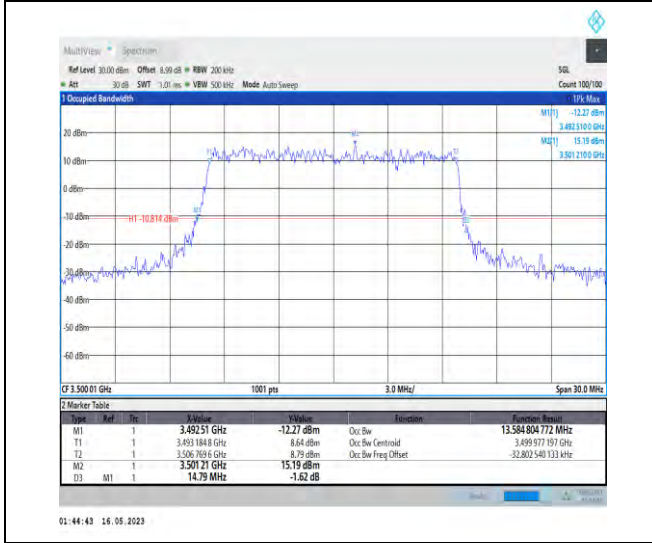 MultiView Spectrum
Ref Level 30.00 dBm Offset 8.99 dB RBW 200 kHz SGL
Att 30 dB SWT 1.01 ms VBW 500 kHz Mode Auto Sweep Count 100/100
1 Occupied Bandwidth 1Pk Max
M1[1] -12.27 dBm
3.492 5100 GHz
M2[1] 15.19 dBm
3.501 2100 GHz
20 dBm
M2
T1 T2
10 dBm
0 dBm
M1
-10 dBm
H1 -10.814 dBm
-20 dBm
-30 dBm
-40 dBm
-50 dBm
-60 dBm
CF 3.500 01 GHz 1001 pts 3.0 MHz/ Span 30.0 MHz
2 Marker Table
Type Ref Trc X-Value Y-Value Function Function Result
M1 1 3.492 51 GHz -12.27 dBm Occ Bw 13.584 804 772 MHz
T1 1 3.493 184 8 GHz 8.64 dBm Occ Bw Centroid 3.499 977 197 GHz
T2 1 3.506 769 6 GHz 8.79 dBm Occ Bw Freq Offset -32.802 540 133 kHz
M2 1 3.501 21 GHz 15.19 dBm
D3 M1 1 14.79 MHz -1.62 dB
01:44:43 16.05.2023